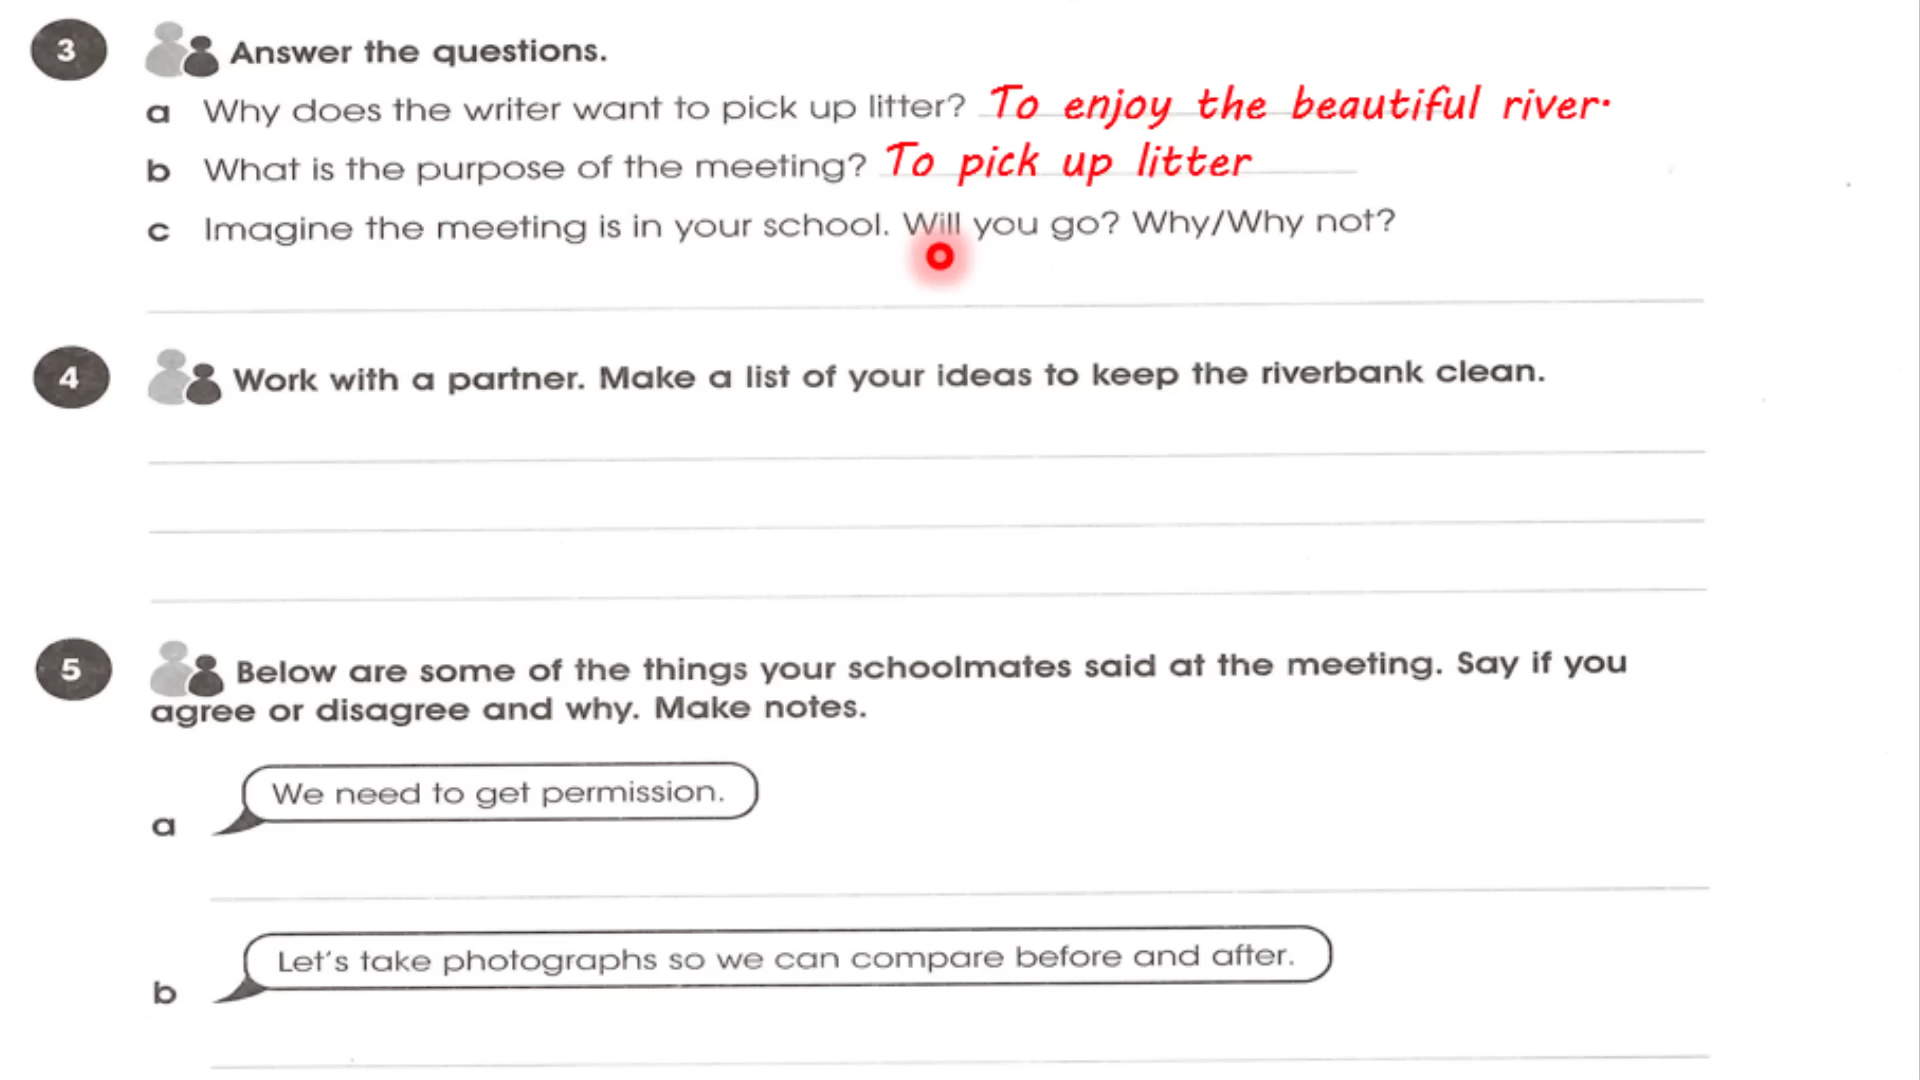 3 Answer the questions.
a Why does the writer want to pick up litter? To enjoy the beautiful river.
b What is the purpose of the meeting? To pick up litter
c Imagine the meeting is in your school. Will you go? Why/Why not?
4 Work with a partner. Make a list of your ideas to keep the riverbank clean.
5 Below are some of the things your schoolmates said at the meeting. Say if you
agree or disagree and why. Make notes.
We need to get permission.
a
Let's take photographs so we can compare before and after.
b